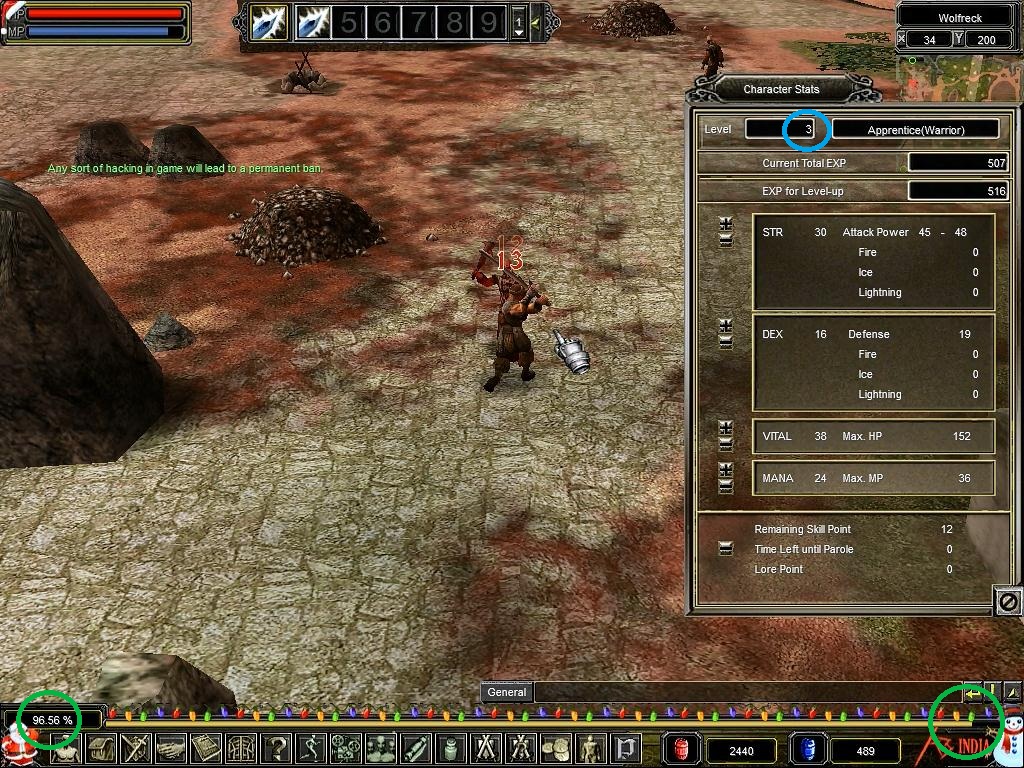 HP
MP
5 6 7 8 9 1
Wolfreck
X 34 Y 200
Character Stats
Level 3 Apprentice(Warrior)
Current Total EXP 507
EXP for Level-up 516
Any sort of hacking in game will lead to a permanent ban.
STR 30 Attack Power 45 - 48
Fire 0
Ice 0
Lightning 0
13
13
DEX 16 Defense 19
Fire 0
Ice 0
Lightning 0
VITAL 38 Max. HP 152
MANA 24 Max. MP 36
Remaining Skill Point 12
Time Left until Parole 0
Lore Point 0
General
96.56 %
2440
489
INDIA